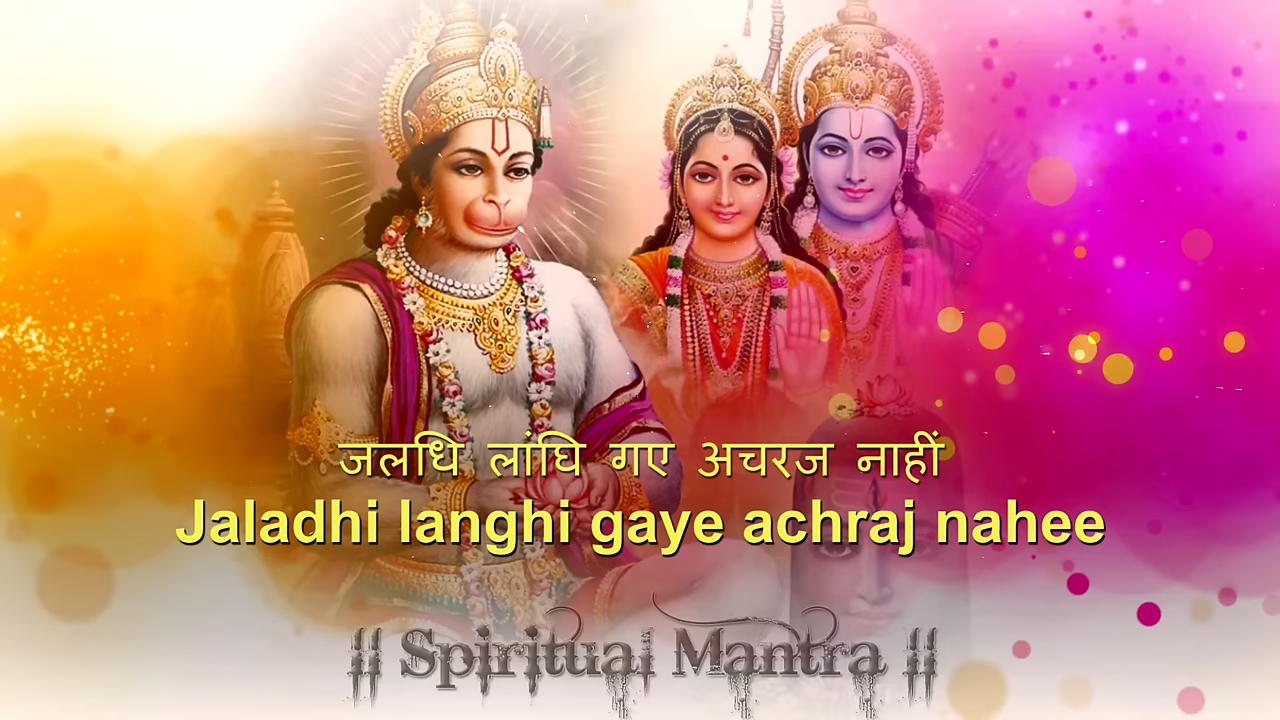 जलधि लांघि गए अचरज नाहीं
Jaladhi langhi gaye achraj nahee
|| Spiritual Mantra ||